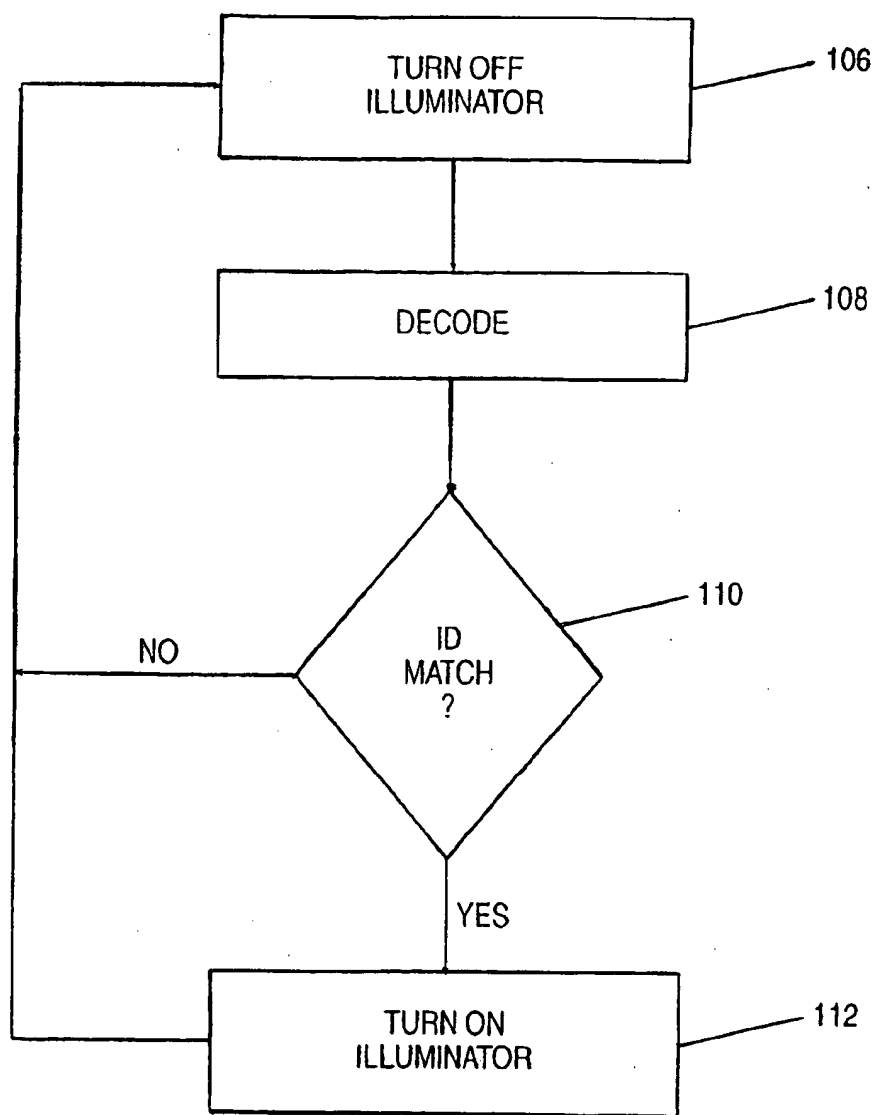 TURN OFF
ILLUMINATOR
106
DECODE
108
ID
MATCH
?
110
NO
YES
TURN ON
ILLUMINATOR
112